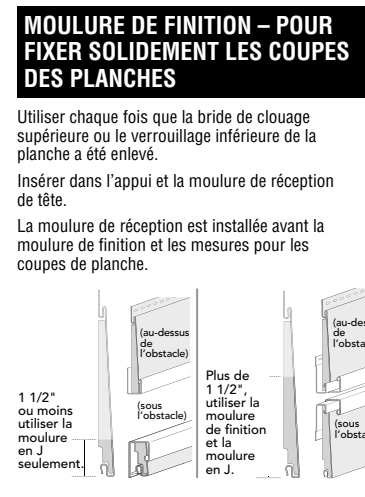 MOULURE DE FINITION – POUR
FIXER SOLIDEMENT LES COUPES
DES PLANCHES
Utiliser chaque fois que la bride de clouage
supérieure ou le verrouillage inférieure de la
planche a été enlevé.
Insérer dans l'appui et la moulure de réception
de tête.
La moulure de réception est installée avant la
moulure de finition et les mesures pour les
coupes de planche.
(au-dessus
de
l'obstacle)
(sous
l'obstacle)
1 1/2"
ou moins
utiliser la
moulure
en J
seulement.
(au-des
de
l'obsta
(sous
l'obsta
Plus de
1 1/2",
utiliser la
moulure
de finition
et la
moulure
en J.